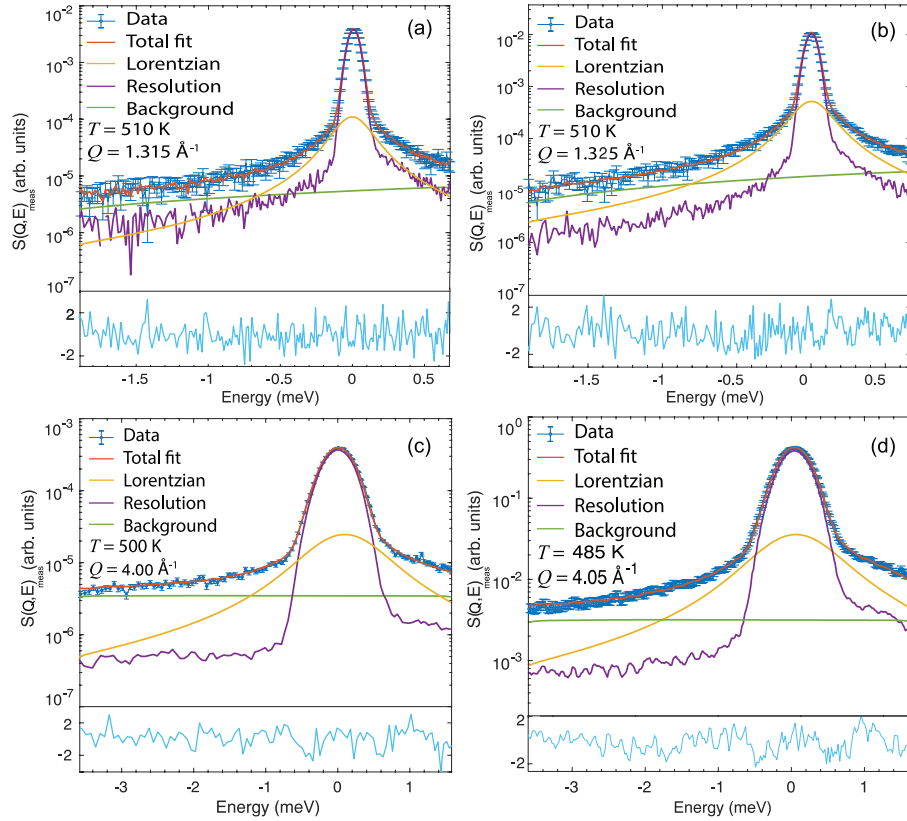 (a)
Data
Total fit
Lorentzian
Resolution
Background
T = 510 K
Q = 1.315 Å⁻¹
S(Q,E)meas (arb. units)
10⁻²
10⁻³
10⁻⁴
10⁻⁵
10⁻⁶
10⁻⁷
2
-2
-1.5 -1 -0.5 0 0.5
Energy (meV)
(b)
Data
Total fit
Lorentzian
Resolution
Background
T = 510 K
Q = 1.325 Å⁻¹
S(Q,E)meas (arb. units)
10⁻²
10⁻³
10⁻⁴
10⁻⁵
10⁻⁶
10⁻⁷
2
-2
-1.5 -1 -0.5 0 0.5
Energy (meV)
(c)
Data
Total fit
Lorentzian
Resolution
Background
T = 500 K
Q = 4.00 Å⁻¹
S(Q,E)meas (arb. units)
10⁻³
10⁻⁴
10⁻⁵
10⁻⁶
10⁻⁷
2
-2
-3 -2 -1 0 1
Energy (meV)
(d)
Data
Total fit
Lorentzian
Resolution
Background
T = 485 K
Q = 4.05 Å⁻¹
S(Q,E)meas (arb. units)
10⁰
10⁻¹
10⁻²
10⁻³
2
-2
-3 -2 -1 0 1
Energy (meV)